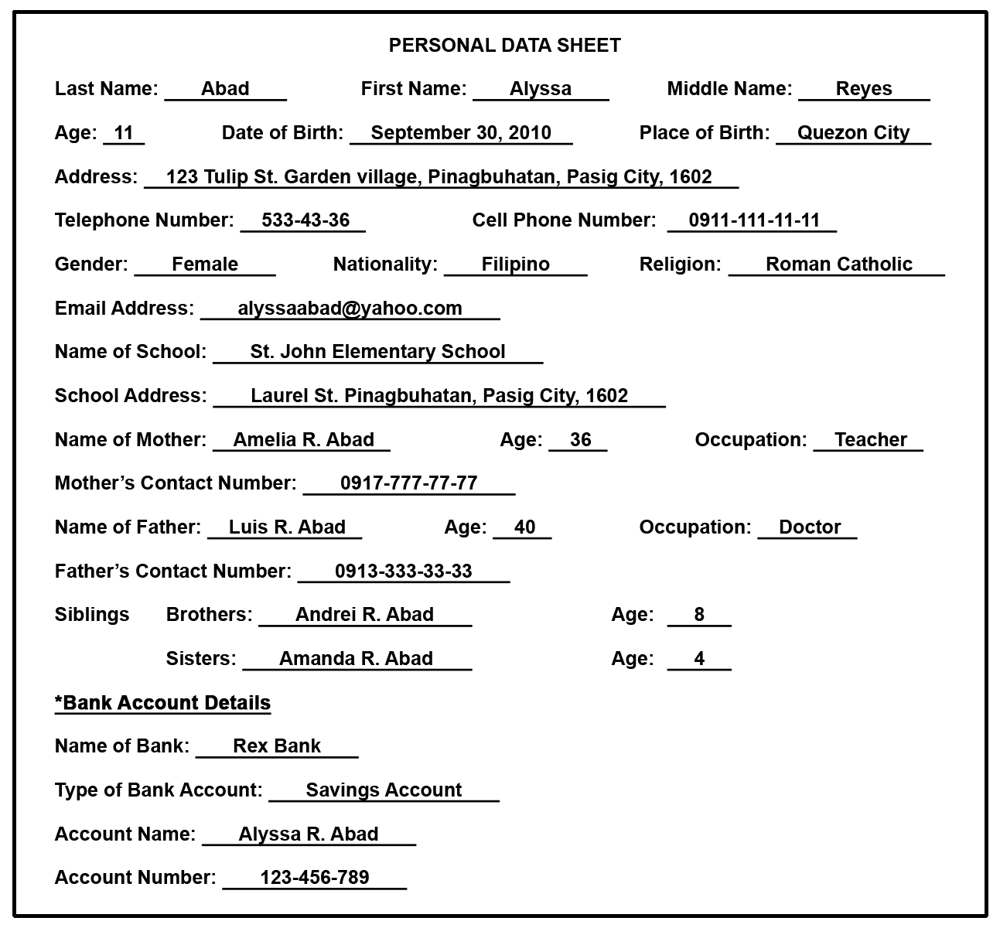 PERSONAL DATA SHEET
Last Name: Abad First Name: Alyssa Middle Name: Reyes
Age: 11 Date of Birth: September 30, 2010 Place of Birth: Quezon City
Address: 123 Tulip St. Garden village, Pinagbuhatan, Pasig City, 1602
Telephone Number: 533-43-36 Cell Phone Number: 0911-111-11-11
Gender: Female Nationality: Filipino Religion: Roman Catholic
Email Address: alyssaabad@yahoo.com
Name of School: St. John Elementary School
School Address: Laurel St. Pinagbuhatan, Pasig City, 1602
Name of Mother: Amelia R. Abad Age: 36 Occupation: Teacher
Mother’s Contact Number: 0917-777-77-77
Name of Father: Luis R. Abad Age: 40 Occupation: Doctor
Father’s Contact Number: 0913-333-33-33
Siblings Brothers: Andrei R. Abad Age: 8
Sisters: Amanda R. Abad Age: 4
*Bank Account Details
Name of Bank: Rex Bank
Type of Bank Account: Savings Account
Account Name: Alyssa R. Abad
Account Number: 123-456-789